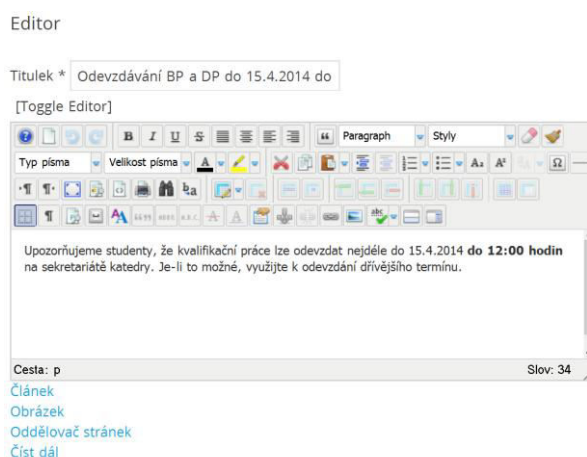 Editor
Titulek * Odevzdávání BP a DP do 15.4.2014 do
[Toggle Editor]
B I U S Paragraph Styly
Typ písma Velikost písma A A₂ A² Ω
¶ ¶
¶ A A A
Upozorňujeme studenty, že kvalifikační práce lze odevzdat nejdéle do 15.4.2014 do 12:00 hodin
na sekretariátě katedry. Je-li to možné, využijte k odevzdání dřívějšího termínu.
Cesta: p Slov: 34
Článek
Obrázek
Oddělovač stránek
Číst dál